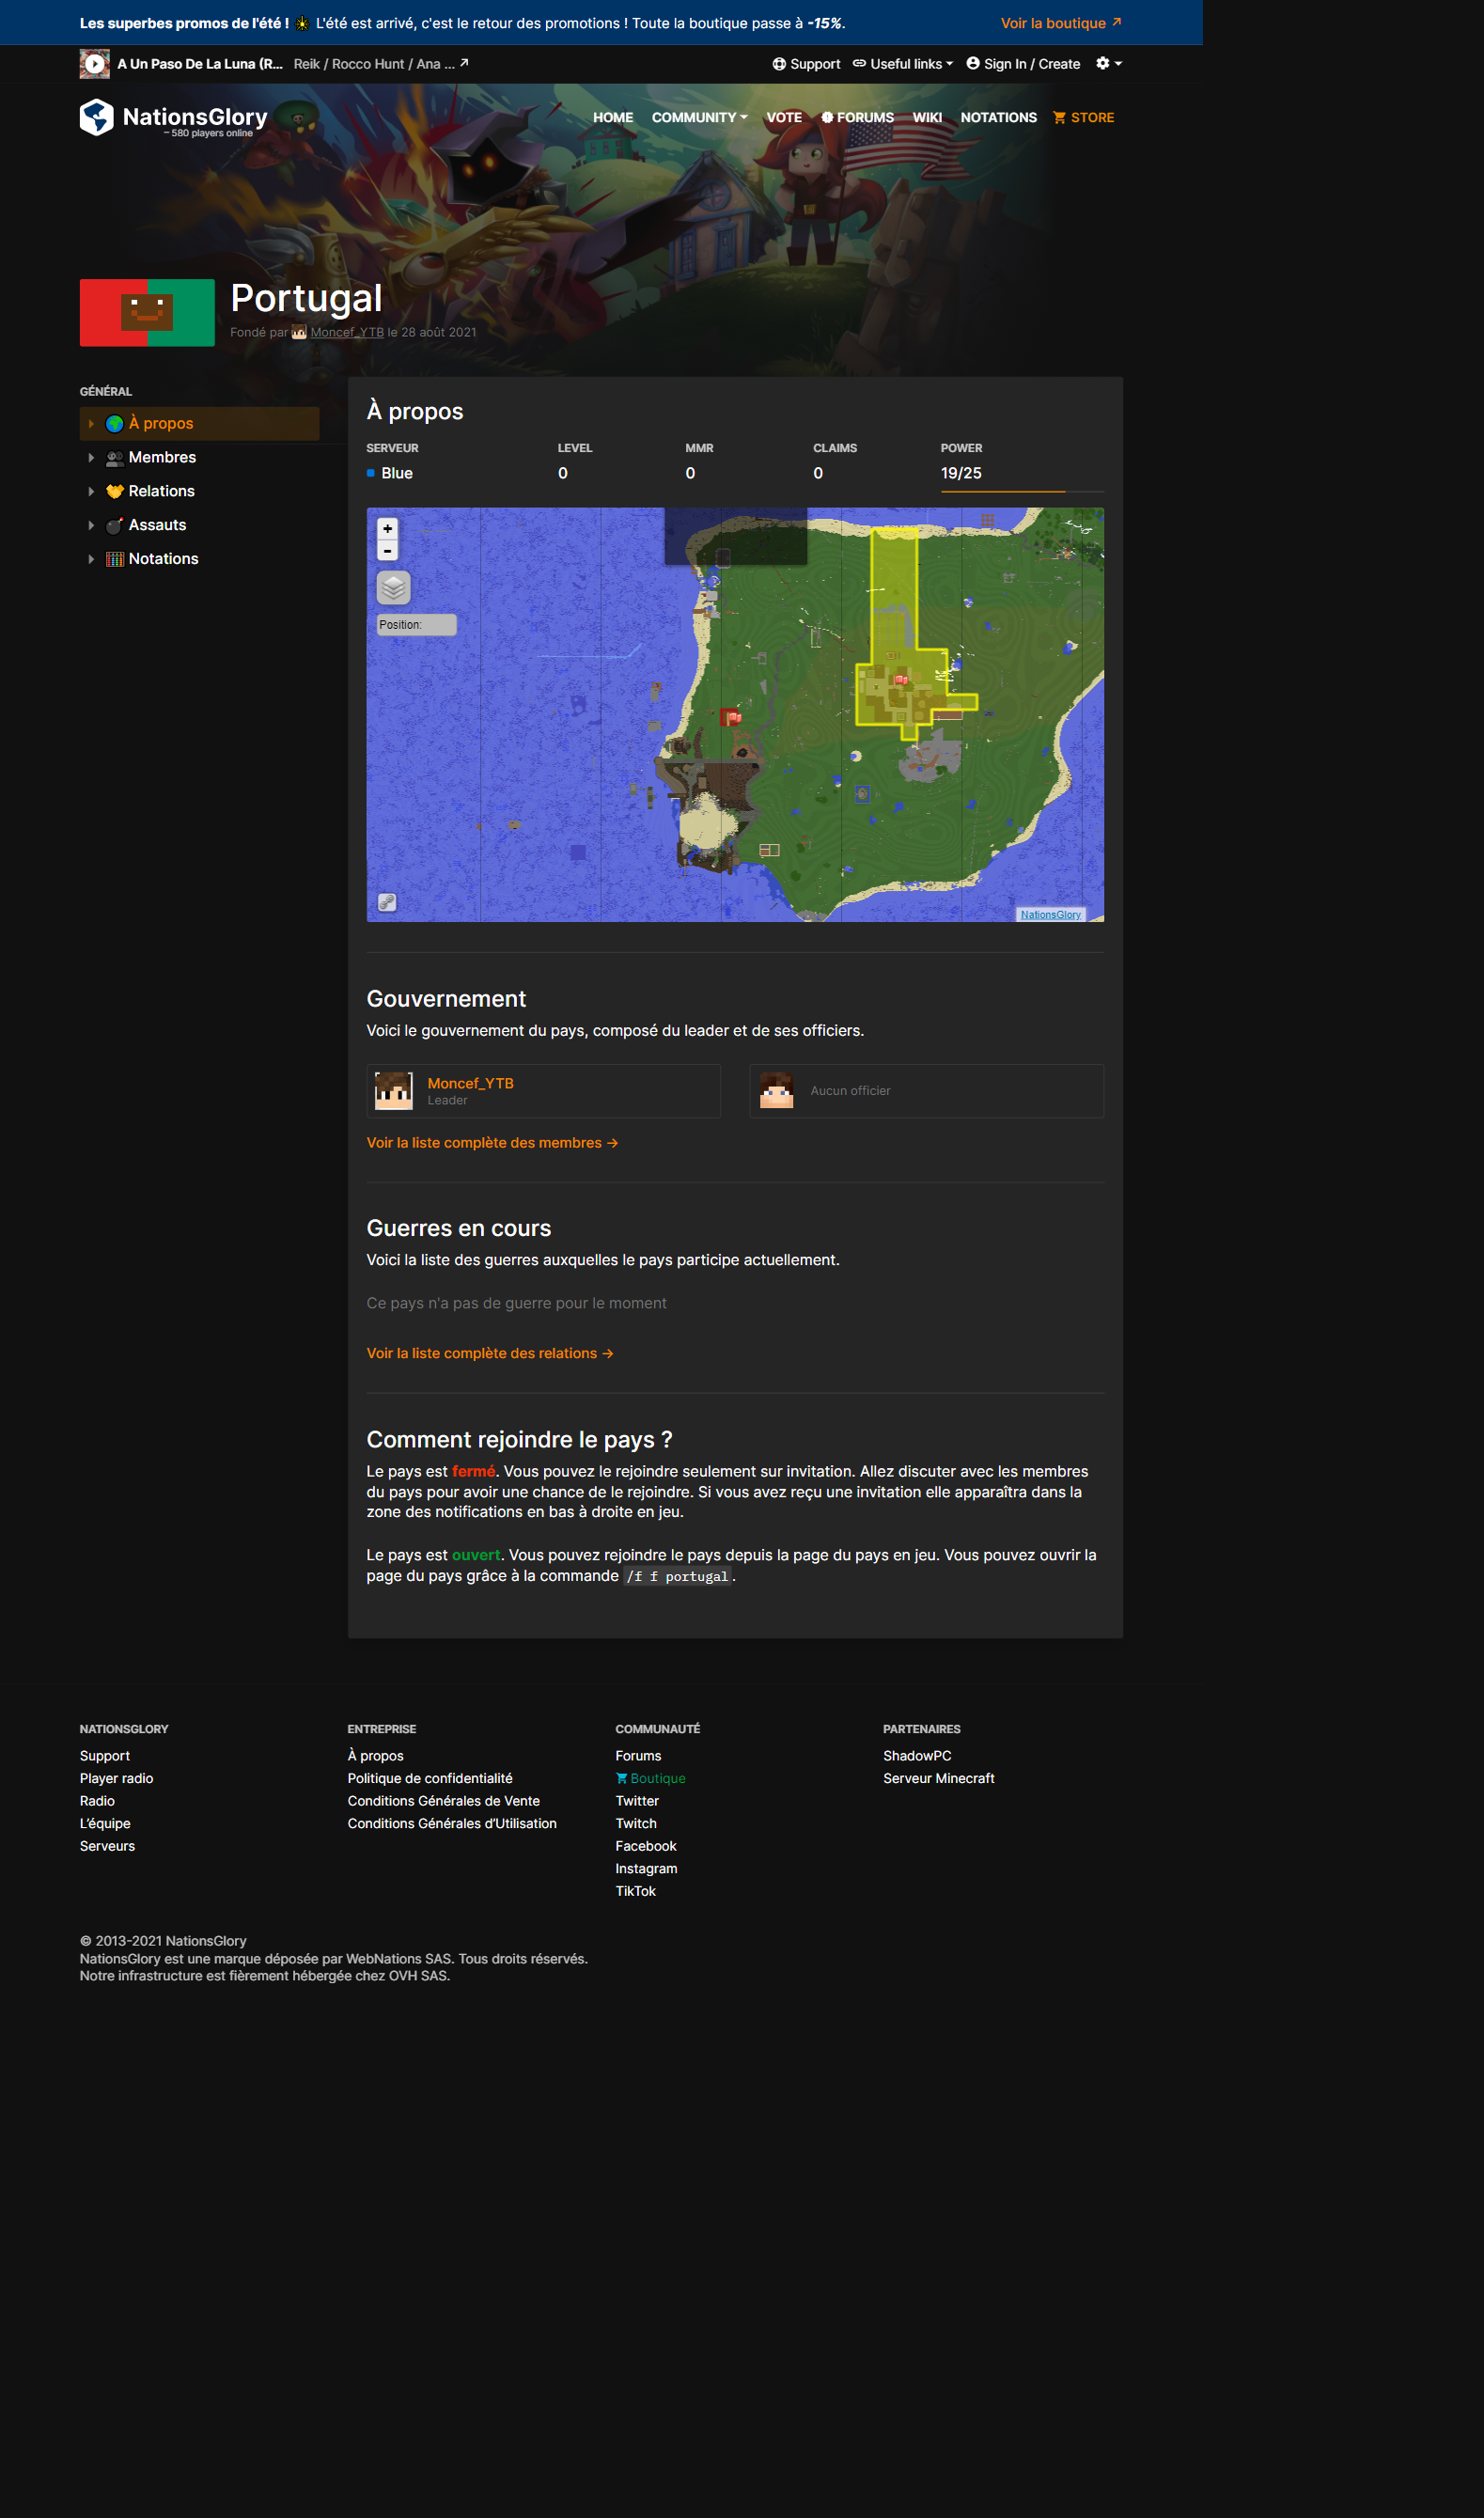 Les superbes promos de l'été ! L'été est arrivé, c'est le retour des promotions ! Toute la boutique passe à -15%.
Voir la boutique
A Un Paso De La Luna (R... Reik / Rocco Hunt / Ana ...
Support Useful links Sign In / Create
NationsGlory
– 580 players online
HOME COMMUNITY VOTE FORUMS WIKI NOTATIONS STORE
Portugal
Fondé par Moncef_YTB le 28 août 2021
GÉNÉRAL
À propos
Membres
Relations
Assauts
Notations
À propos
SERVEUR LEVEL MMR CLAIMS POWER
Blue 0 0 0 19/25
+
-
Position:
NationsGlory
Gouvernement
Voici le gouvernement du pays, composé du leader et de ses officiers.
Moncef_YTB
Leader
Aucun officier
Voir la liste complète des membres →
Guerres en cours
Voici la liste des guerres auxquelles le pays participe actuellement.
Ce pays n'a pas de guerre pour le moment
Voir la liste complète des relations →
Comment rejoindre le pays ?
Le pays est fermé. Vous pouvez le rejoindre seulement sur invitation. Allez discuter avec les membres
du pays pour avoir une chance de le rejoindre. Si vous avez reçu une invitation elle apparaîtra dans la
zone des notifications en bas à droite en jeu.
Le pays est ouvert. Vous pouvez rejoindre le pays depuis la page du pays en jeu. Vous pouvez ouvrir la
page du pays grâce à la commande /f f portugal.
NATIONSGLORY
Support
Player radio
Radio
L'équipe
Serveurs
ENTREPRISE
À propos
Politique de confidentialité
Conditions Générales de Vente
Conditions Générales d'Utilisation
COMMUNAUTÉ
Forums
Boutique
Twitter
Twitch
Facebook
Instagram
TikTok
PARTENAIRES
ShadowPC
Serveur Minecraft
© 2013-2021 NationsGlory
NationsGlory est une marque déposée par WebNations SAS. Tous droits réservés.
Notre infrastructure est fièrement hébergée chez OVH SAS.